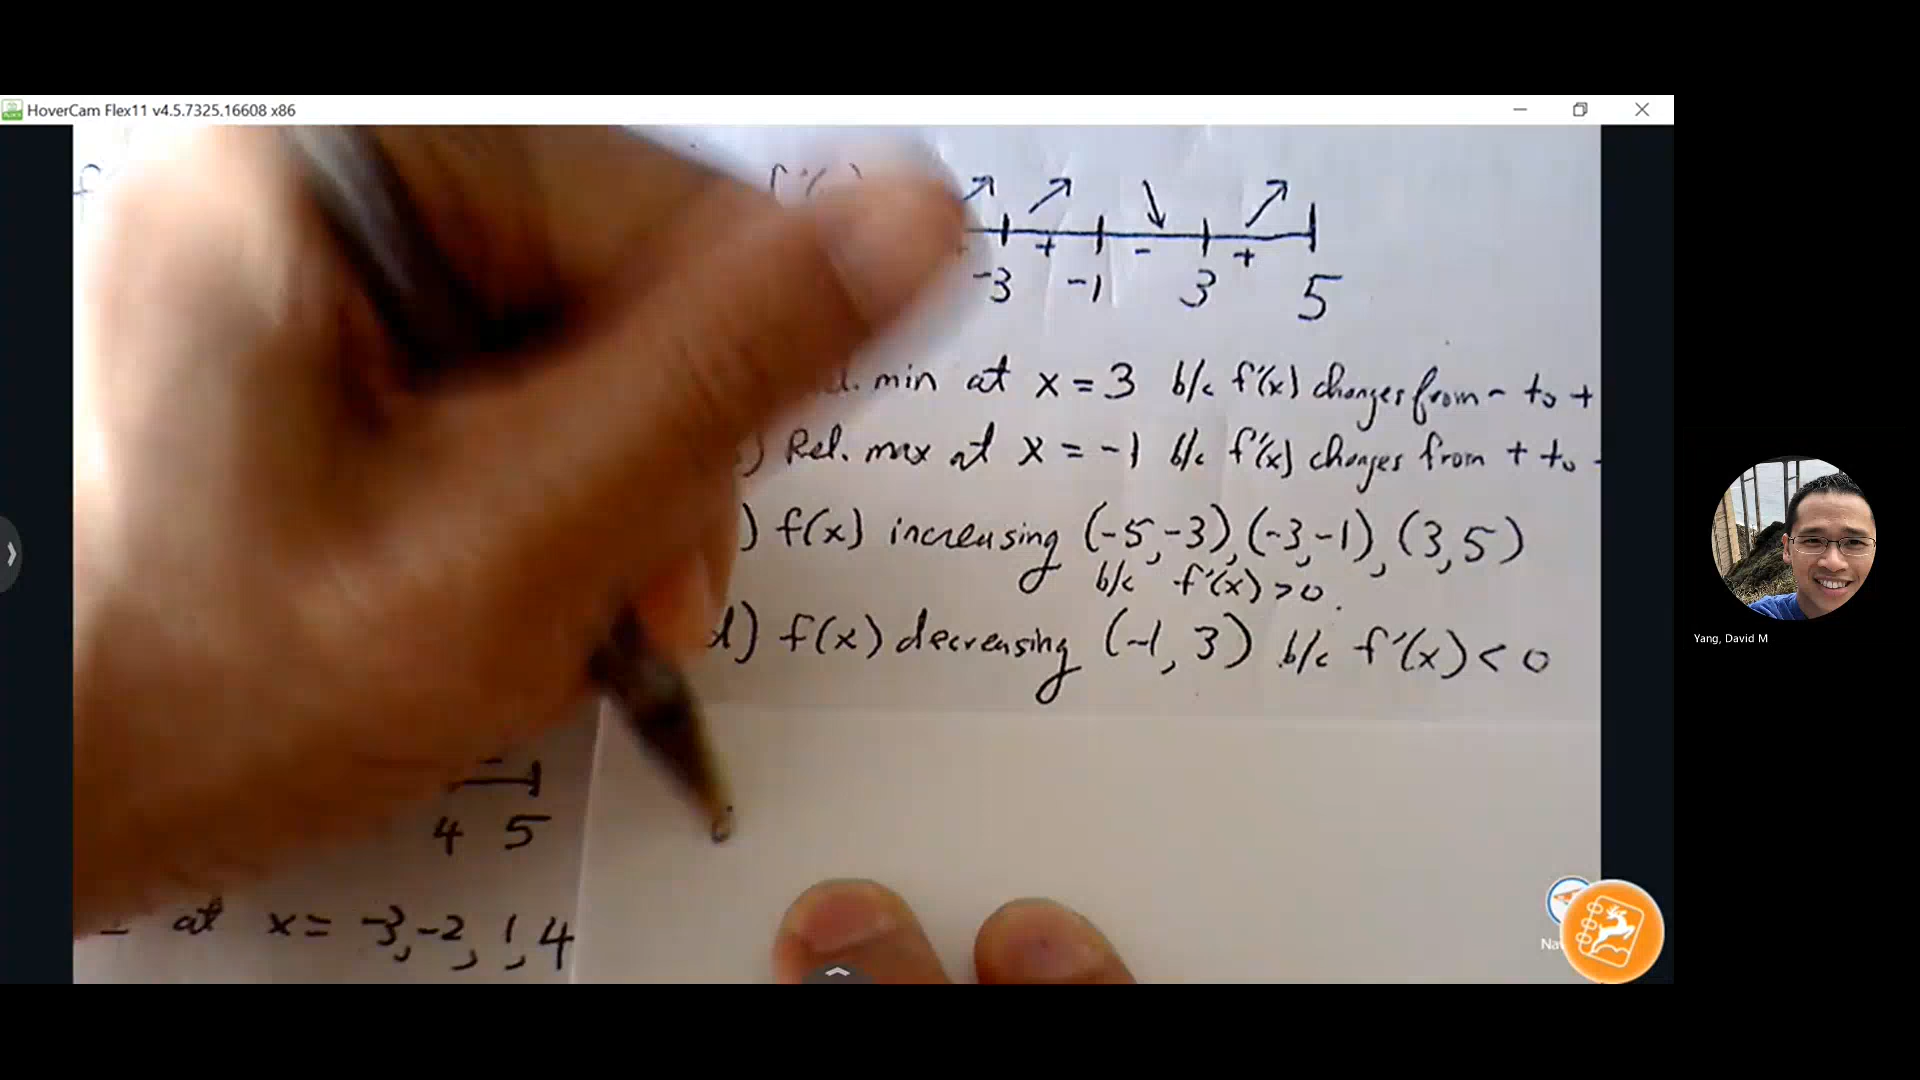 HoverCam Flex11 v4.5.7325.16608 x86
+ - +
-3 -1 3 5
min at x = 3 b/c f'(x) changes from - to +
) Rel. max at x = -1 b/c f'(x) changes from + to -
) f(x) increasing (-5,-3), (-3,-1), (3,5)
b/c f'(x) > 0.
d) f(x) decreasing (-1, 3) b/c f'(x) < 0
4 5
at x = -3, -2, 1, 4
Yang, David M